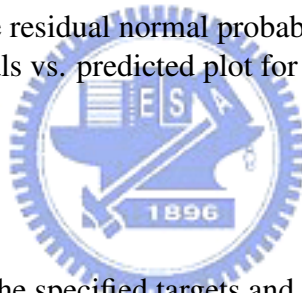 e residual normal probab
ls vs. predicted plot for
E S A
1896
he specified targets and